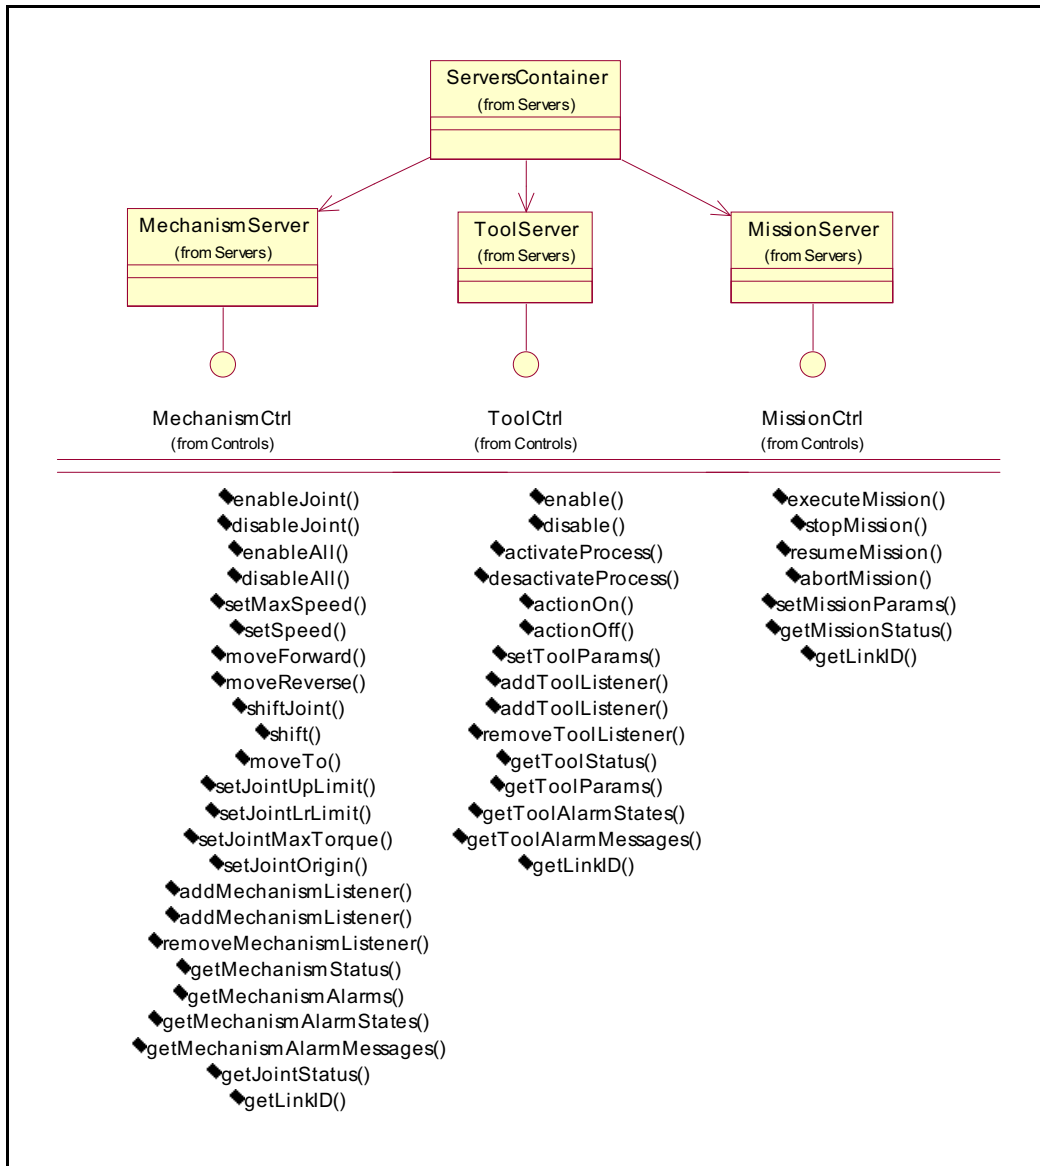 ServersContainer
(from Servers)
MechanismServer
(from Servers)
ToolServer
(from Servers)
MissionServer
(from Servers)
MechanismCtrl
(from Controls)
ToolCtrl
(from Controls)
MissionCtrl
(from Controls)
enableJoint()
disableJoint()
enableAll()
disableAll()
setMaxSpeed()
setSpeed()
moveForward()
moveReverse()
shiftJoint()
shift()
moveTo()
setJointUpLimit()
setJointLrLimit()
setJointMaxTorque()
setJointOrigin()
addMechanismListener()
addMechanismListener()
removeMechanismListener()
getMechanismStatus()
getMechanismAlarms()
getMechanismAlarmStates()
getMechanismAlarmMessages()
getJointStatus()
getLinkID()
enable()
disable()
activateProcess()
desactivateProcess()
actionOn()
actionOff()
setToolParams()
addToolListener()
addToolListener()
removeToolListener()
getToolStatus()
getToolParams()
getToolAlarmStates()
getToolAlarmMessages()
getLinkID()
executeMission()
stopMission()
resumeMission()
abortMission()
setMissionParams()
getMissionStatus()
getLinkID()